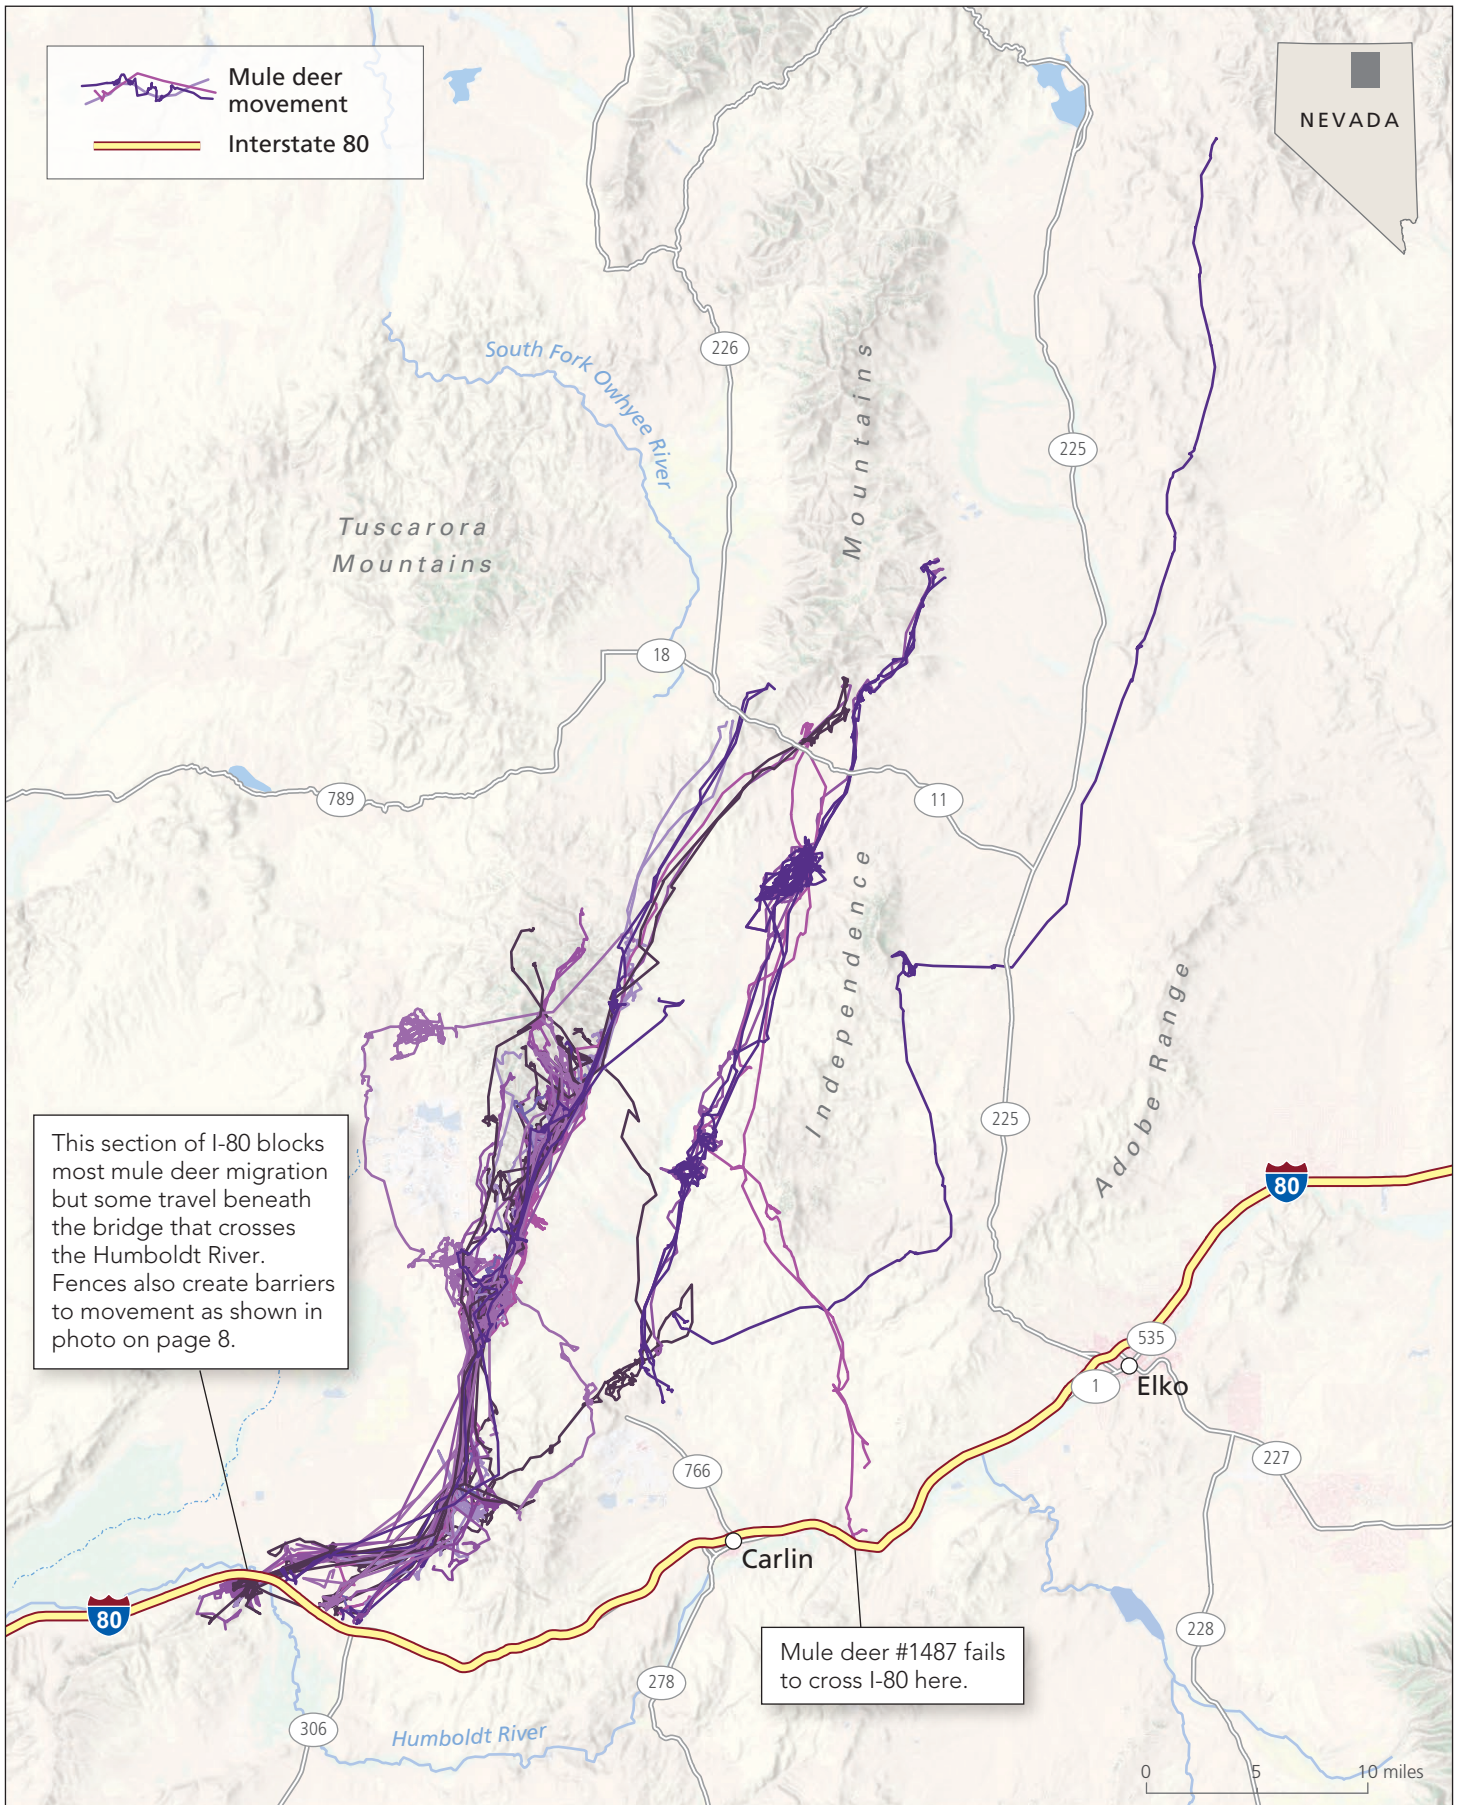 Mule deer
movement
Interstate 80
NEVADA
226
South Fork Owhyee River
Mountains
225
Tuscarora
Mountains
18
789
11
Independence
Adobe Range
225
This section of I-80 blocks
most mule deer migration
but some travel beneath
the bridge that crosses
the Humboldt River.
Fences also create barriers
to movement as shown in
photo on page 8.
80
535
1
Elko
766
227
Carlin
80
228
Mule deer #1487 fails
to cross I-80 here.
278
306
Humboldt River
0 5 10 miles